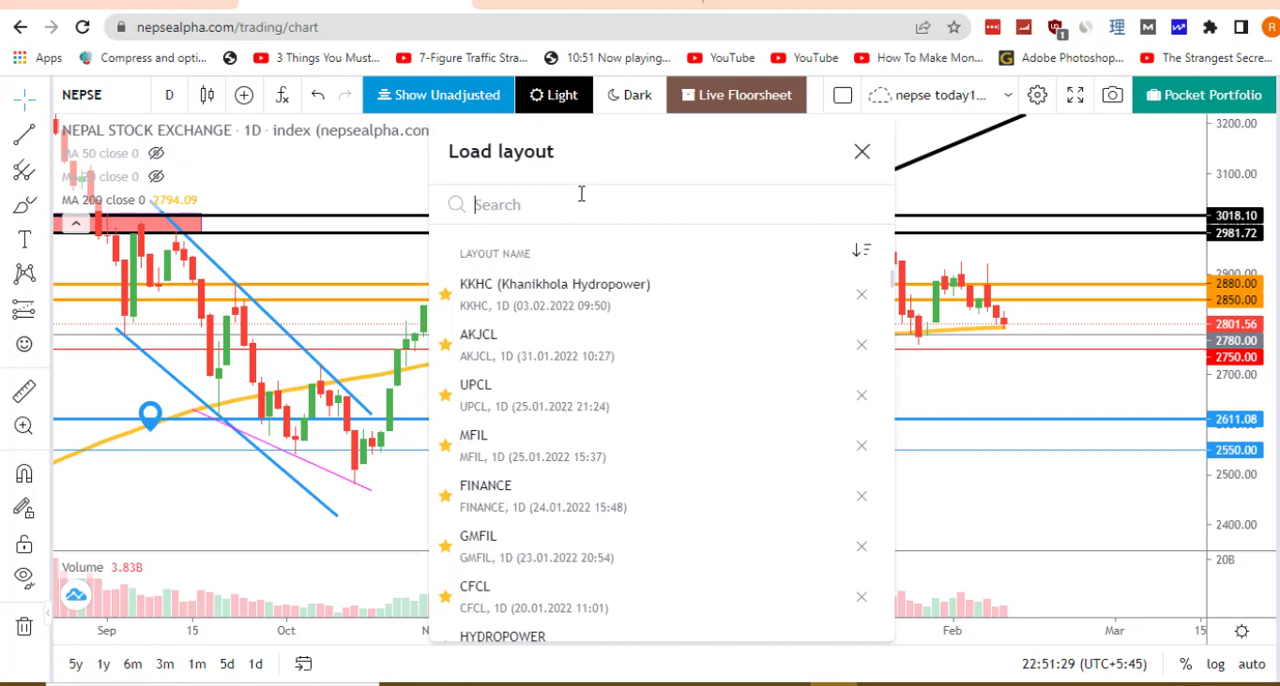 nepsealpha.com/trading/chart
Apps
Compress and opti...
3 Things You Must...
7-Figure Traffic Stra...
10:51 Now playing...
YouTube
YouTube
How To Make Mon...
Adobe Photoshop...
The Strangest Secre...
NEPSE
D
Show Unadjusted
Light
Dark
Live Floorsheet
nepse today1...
Pocket Portfolio
NEPAL STOCK EXCHANGE · 1D · index (nepsealpha.com
MA 50 close 0
MA 200 close 0 2794.09
Load layout
Search
LAYOUT NAME
KKHC (Khanikhola Hydropower)
KKHC, 1D (03.02.2022 09:50)
AKJCL
AKJCL, 1D (31.01.2022 10:27)
UPCL
UPCL, 1D (25.01.2022 21:24)
MFIL
MFIL, 1D (25.01.2022 15:37)
FINANCE
FINANCE, 1D (24.01.2022 15:48)
GMFIL
GMFIL, 1D (23.01.2022 20:54)
CFCL
CFCL, 1D (20.01.2022 11:01)
HYDROPOWER
3200.00
3100.00
3018.10
2981.72
2900.00
2880.00
2850.00
2801.56
2780.00
2750.00
2700.00
2611.08
2550.00
2500.00
2400.00
20B
Volume 3.83B
Sep
15
Oct
N
Feb
Mar
15
5y
1y
6m
3m
1m
5d
1d
22:51:29 (UTC+5:45)
%
log
auto